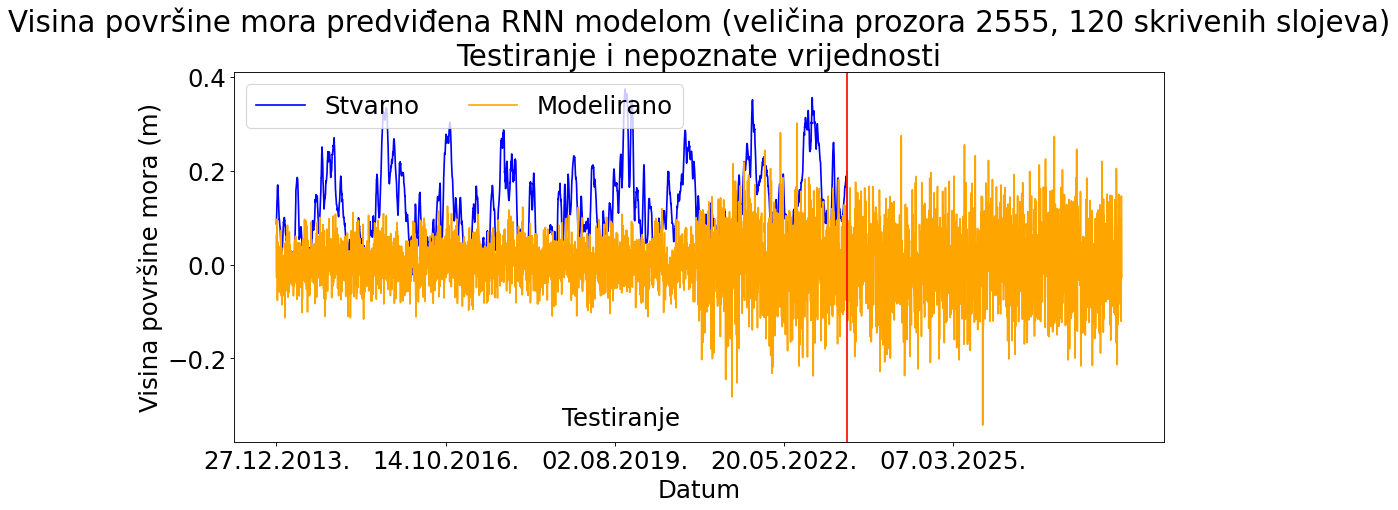 Visina površine mora predviđena RNN modelom (veličina prozora 2555, 120 skrivenih slojeva)
Testiranje i nepoznate vrijednosti
Stvarno Modelirano
Visina površine mora (m)
0.4
0.2
0.0
−0.2
Testiranje
27.12.2013. 14.10.2016. 02.08.2019. 20.05.2022. 07.03.2025.
Datum